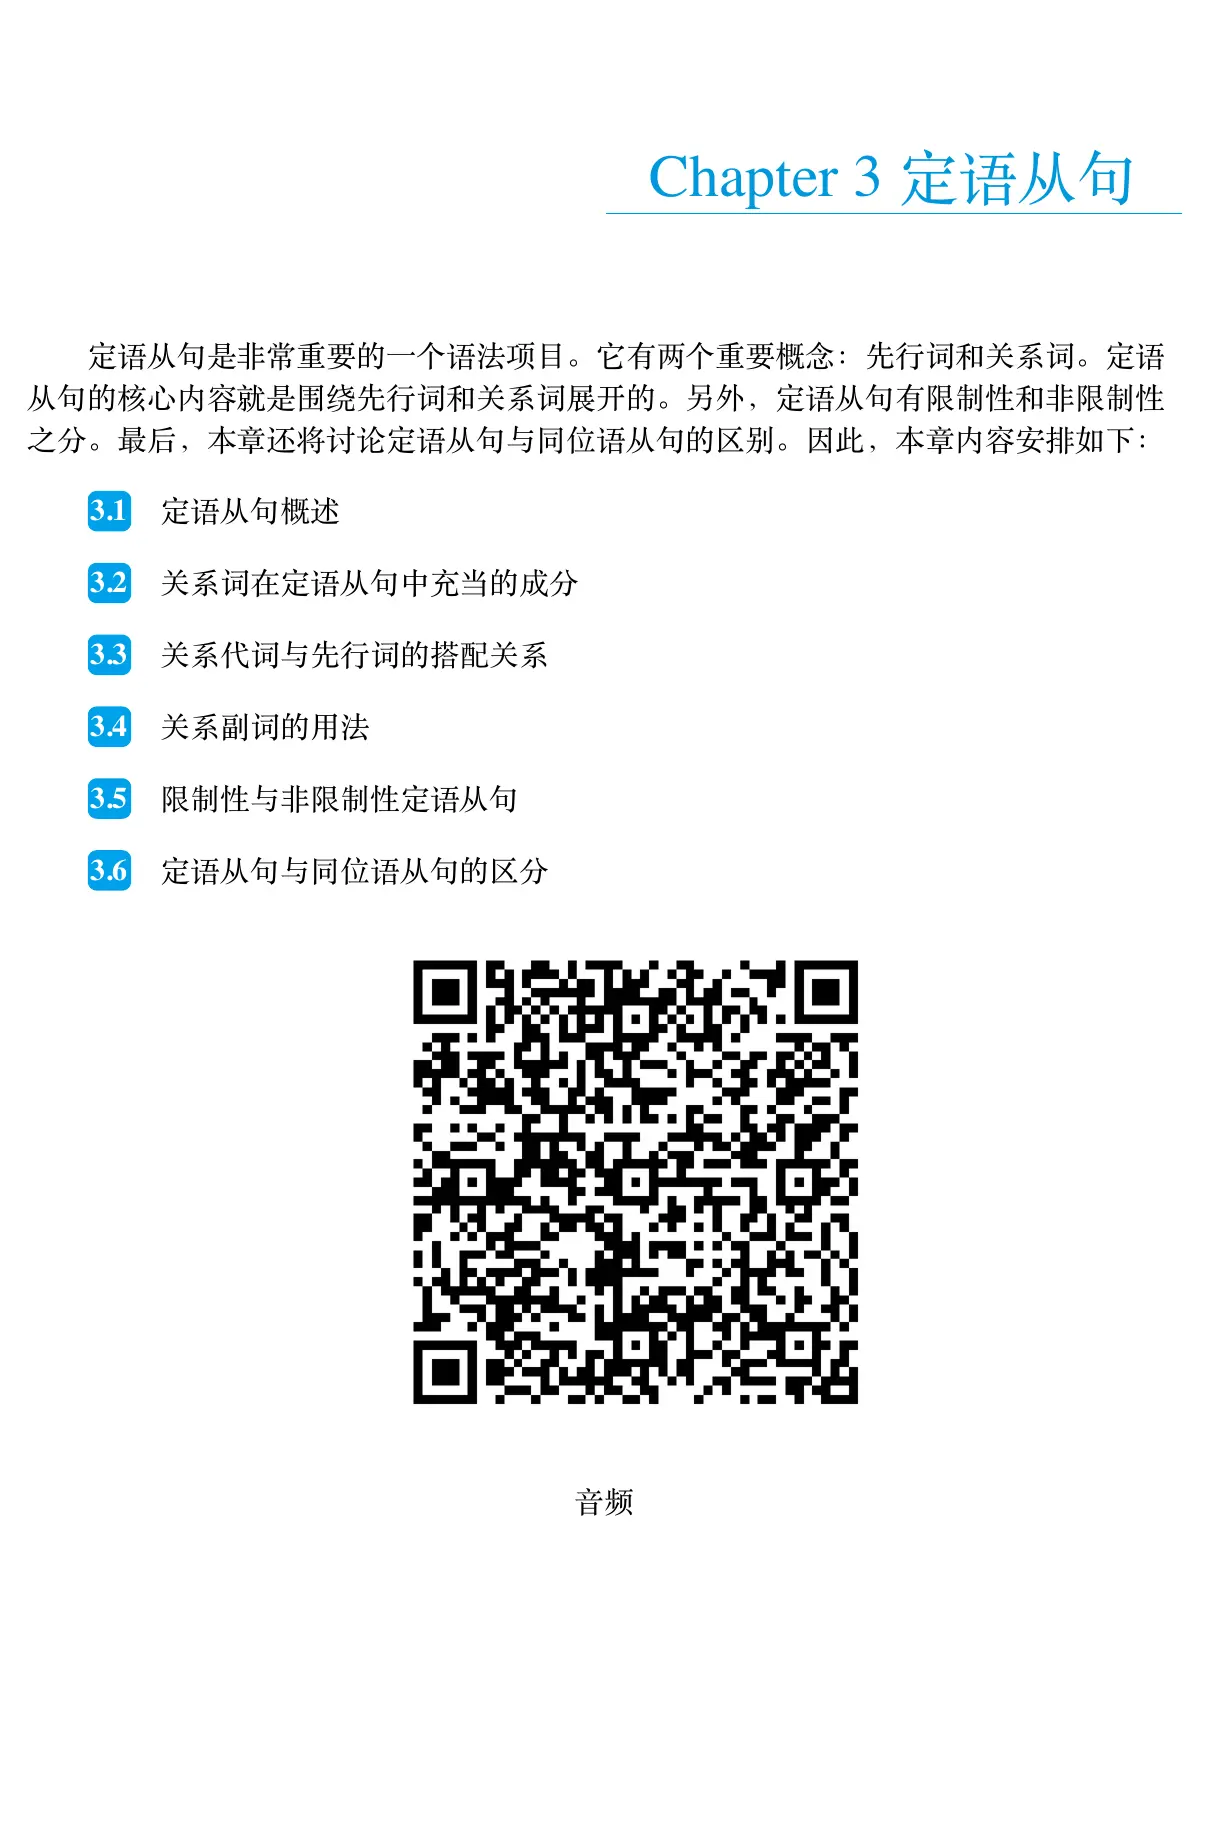 Chapter 3 定语从句
定语从句是非常重要的一个语法项目。它有两个重要概念：先行词和关系词。定语
从句的核心内容就是围绕先行词和关系词展开的。另外，定语从句有限制性和非限制性
之分。最后，本章还将讨论定语从句与同位语从句的区别。因此，本章内容安排如下：
3.1 定语从句概述
3.2 关系词在定语从句中充当的成分
3.3 关系代词与先行词的搭配关系
3.4 关系副词的用法
3.5 限制性与非限制性定语从句
3.6 定语从句与同位语从句的区分
音频